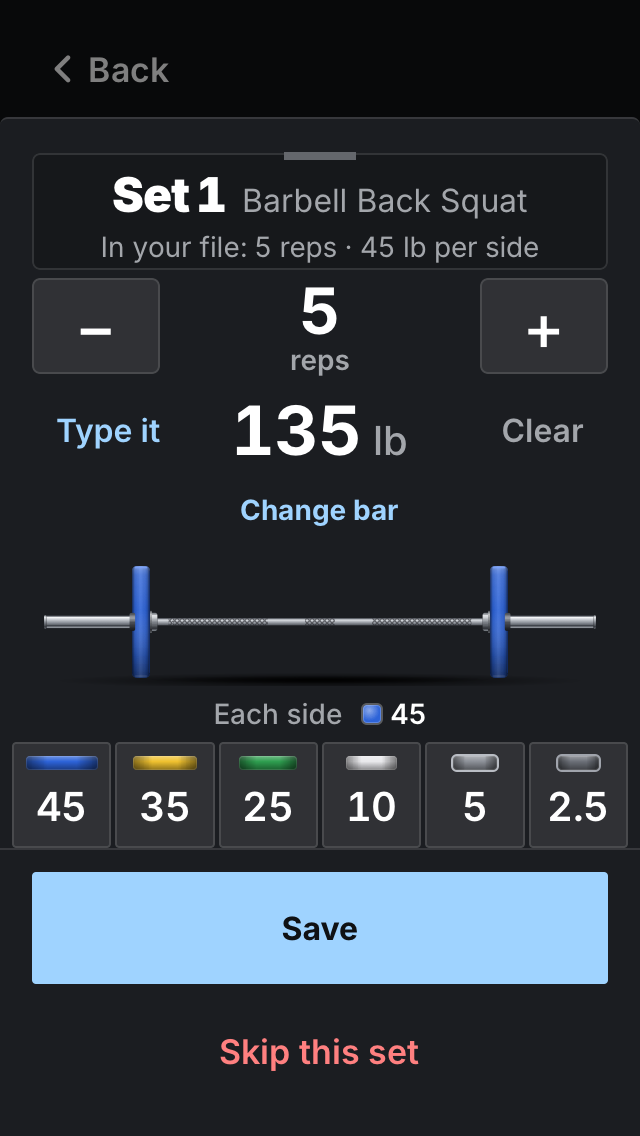 Back
Set 1 Barbell Back Squat
In your file: 5 reps · 45 lb per side
− 5 +
reps
Type it 135 lb Clear
Change bar
Each side 45
45 35 25 10 5 2.5
Save
Skip this set